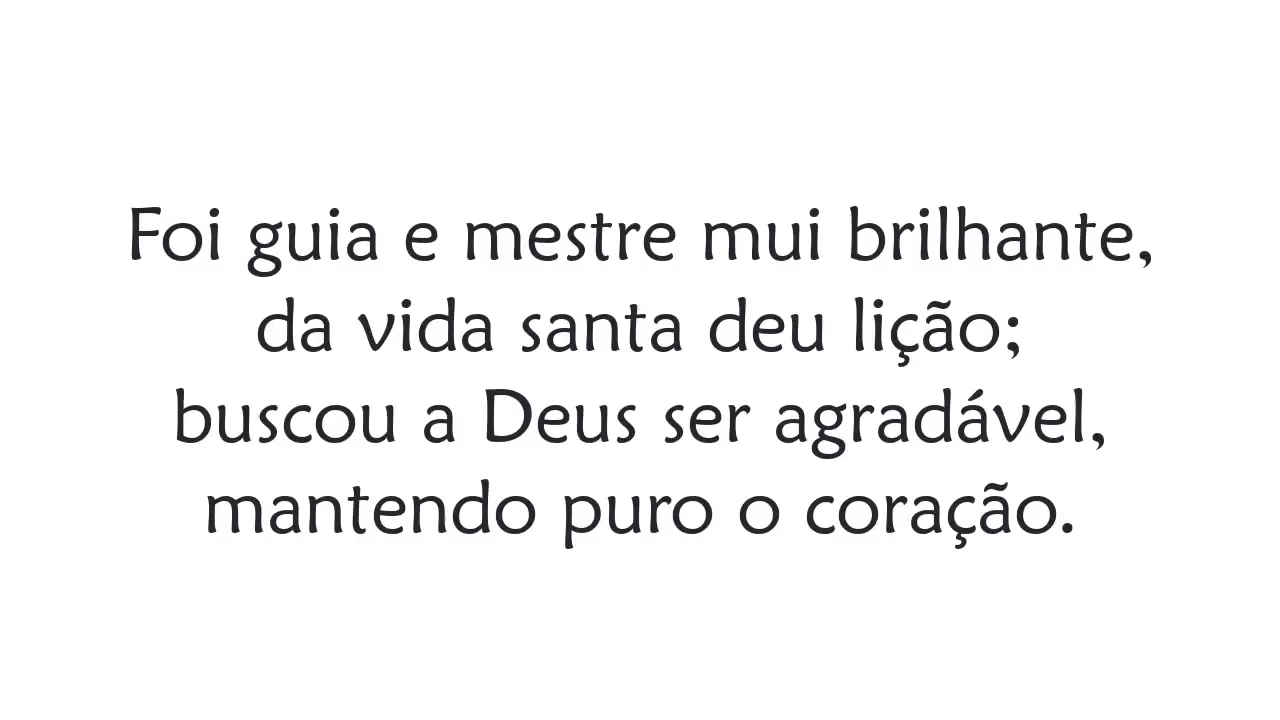 Foi guia e mestre mui brilhante,
da vida santa deu lição;
buscou a Deus ser agradável,
mantendo puro o coração.